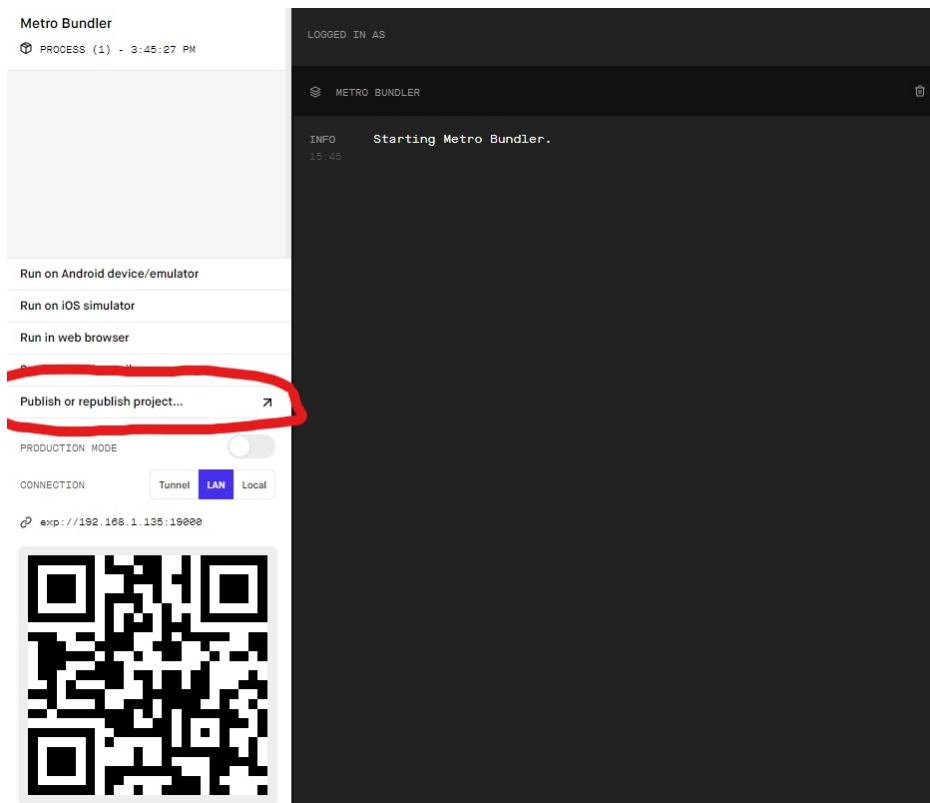 Metro Bundler
PROCESS (1) - 3:45:27 PM
Run on Android device/emulator
Run on iOS simulator
Run in web browser
Publish or republish project...
PRODUCTION MODE
CONNECTION
Tunnel LAN Local
exp://192.168.1.135:19000
LOGGED IN AS
METRO BUNDLER
INFO Starting Metro Bundler.
15:45